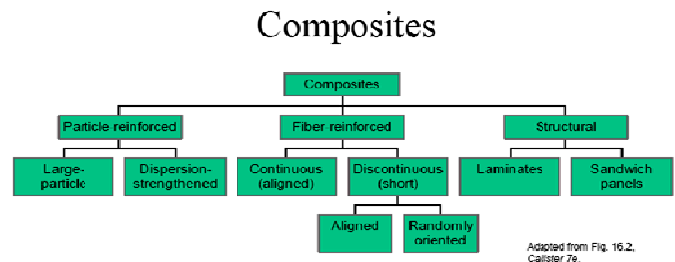 Composites
Composites
Particle-reinforced
Fiber-reinforced
Structural
Large-
particle
Dispersion-
strengthened
Continuous
(aligned)
Discontinuous
(short)
Laminates
Sandwich
panels
Aligned
Randomly
oriented
Adapted from Fig. 16.2,
Callister 7e.